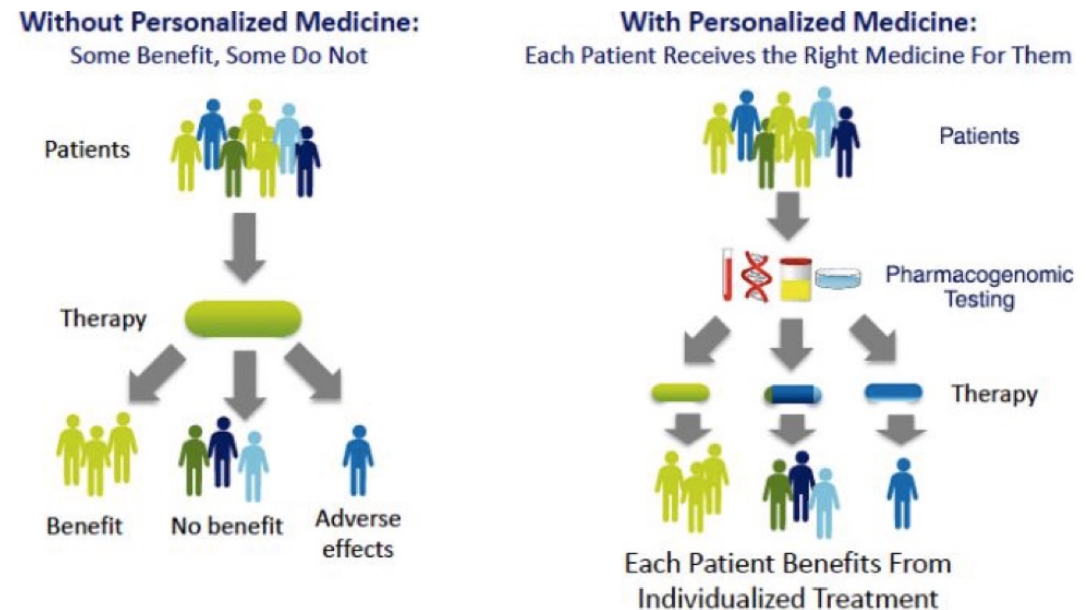 Without Personalized Medicine:
Some Benefit, Some Do Not
Patients
Therapy
Benefit
No benefit
Adverse
effects
With Personalized Medicine:
Each Patient Receives the Right Medicine For Them
Patients
Pharmacogenomic
Testing
Therapy
Each Patient Benefits From
Individualized Treatment